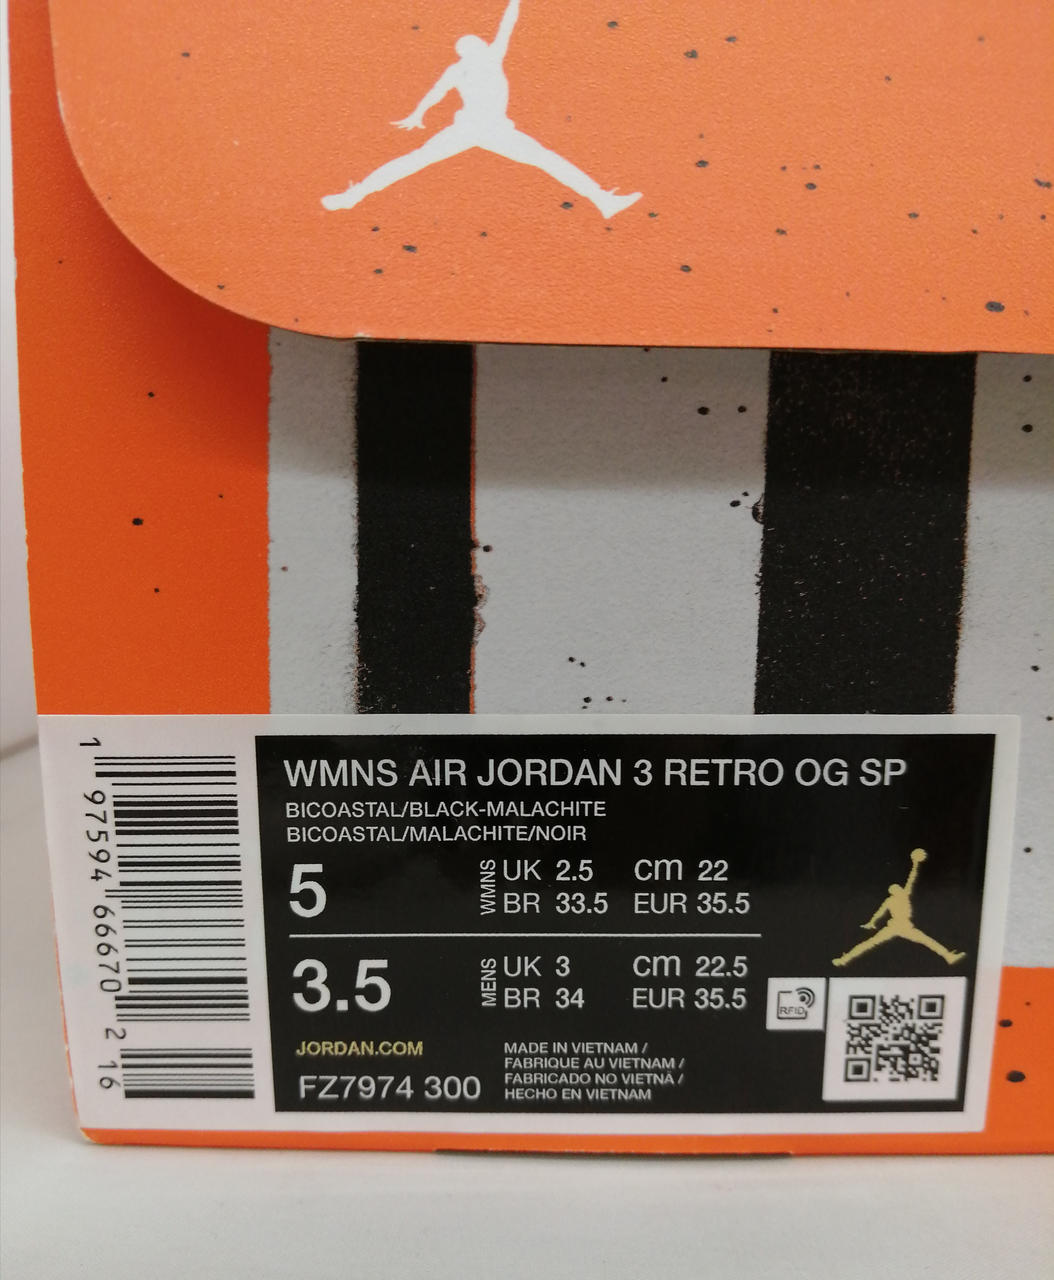 WMNS AIR JORDAN 3 RETRO OG SP
BICOASTAL/BLACK-MALACHITE
BICOASTAL/MALACHITE/NOIR
5 WMNS UK 2.5 cm 22
BR 33.5 EUR 35.5
3.5 MENS UK 3 cm 22.5
BR 34 EUR 35.5
RFID
JORDAN.COM
FZ7974 300
MADE IN VIETNAM /
FABRIQUE AU VIETNAM /
FABRICADO NO VIETNÃ /
HECHO EN VIETNAM
1 97594 66670 2 16